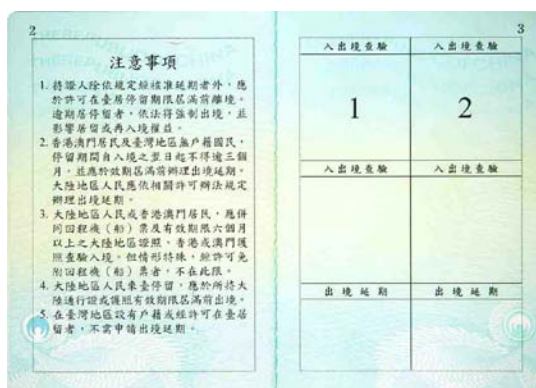 2
注意事項
1. 持證人除依規定經核准延期者外，應
於許可在臺居停留期限屆滿前離境。
逾期居停留者，依法得強制出境，並
影響居留或再入境權益。
2. 香港澳門居民及臺灣地區無戶籍國民，
停留期間自入境之翌日起不得逾三個
月，並應於效期屆滿前辦理出境延期。
大陸地區人民應依相關許可辦法規定
辦理出境延期。
3. 大陸地區人民或香港澳門居民，應併
同回程機（船）票及有效期限六個月
以上之大陸地區證照、香港或澳門護
照查驗入境。但情形特殊，經許可免
附回程機（船）票者，不在此限。
4. 大陸地區人民來臺停留，應於所持大
陸通行證或護照有效期限屆滿前出境。
5. 在臺灣地區設有戶籍或經許可在臺居
留者，不需申請出境延期。
3
入出境查驗 入出境查驗
1 2
入出境查驗 入出境查驗
出境延期 出境延期